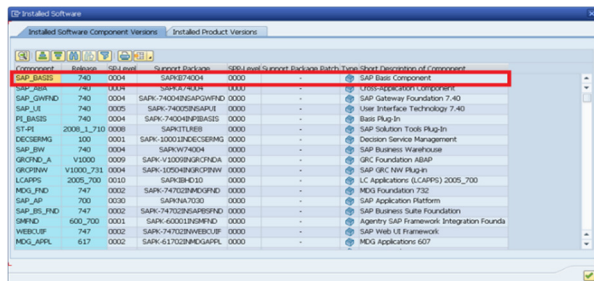 Installed Software
Installed Software Component Versions Installed Product Versions
Component Release SP-Level Support Package SPP-Level Support Package Patch Type Short Description of Component
SAP_BASIS 740 0004 SAPKB74004 0000 - SAP Basis Component
SAP_ABA 740 0004 SAPKA74004 0000 - Cross-Application Component
SAP_GWFND 740 0004 SAPK-74004INSAPGWFND 0000 - SAP Gateway Foundation 7.40
SAP_UI 740 0005 SAPK-74005INSAPUI 0000 - User Interface Technology 7.40
PI_BASIS 740 0004 SAPK-74004INPIBASIS 0000 - Basis Plug-In
ST-PI 2008_1_710 0008 SAPKITLRE8 0000 - SAP Solution Tools Plug-In
DECSERMG 100 0001 SAPK-10001INDECSERMG 0000 - Decision Service Management
SAP_BW 740 0004 SAPKW74004 0000 - SAP Business Warehouse
GRCFND_A V1000 0009 SAPK-V1009INGRCFNDA 0000 - GRC Foundation ABAP
GRCPINW V1000_731 0004 SAPK-10504INGRCPINW 0000 - SAP GRC NW Plug-in
LCAPPS 2005_700 0010 SAPKIBHD10 0000 - LC Applications (LCAPPS) 2005_700
MDG_FND 747 0002 SAPK-74702INMDGFND 0000 - MDG Foundation 732
SAP_AP 700 0030 SAPKNA7030 0000 - SAP Application Platform
SAP_BS_FND 747 0002 SAPK-74702INSAPBSFND 0000 - SAP Business Suite Foundation
SMFND 600_700 0001 SAPK-60001INSMFND 0000 - Agentry SAP Framework Integration Founda
WEBCUIF 747 0002 SAPK-74702INWEBCUIF 0000 - SAP Web UI Framework
MDG_APPL 617 0002 SAPK-61702INMDGAPPL 0000 - MDG Applications 607